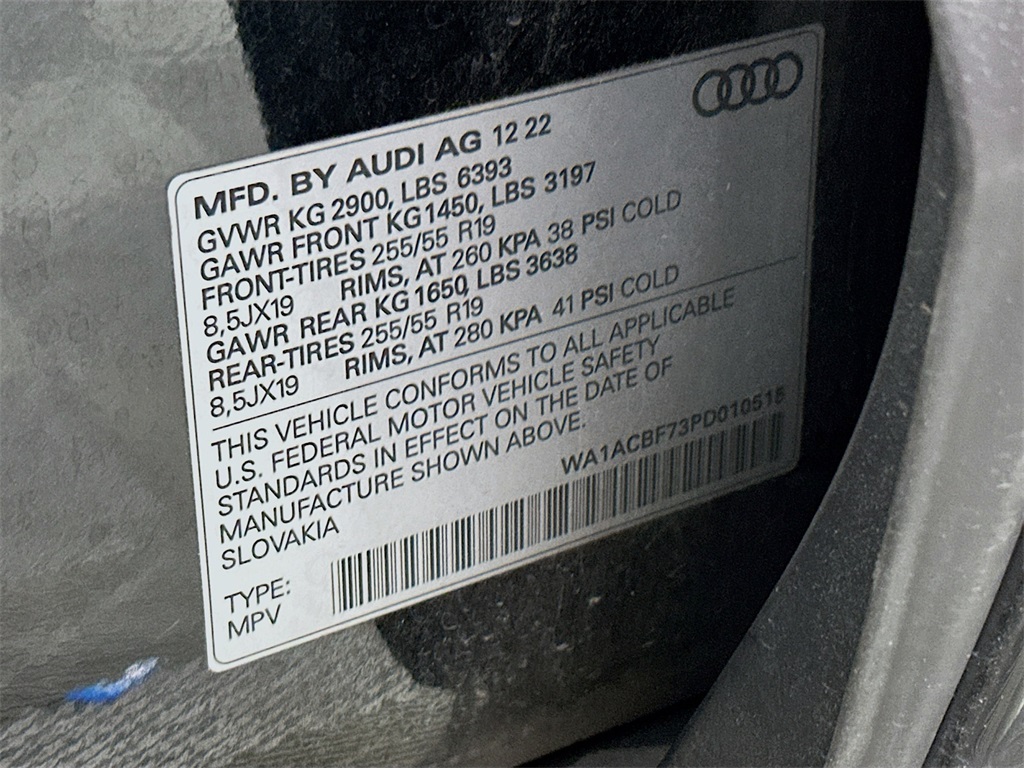 MFD. BY AUDI AG 12 22
GVWR KG 2900, LBS 6393
GAWR FRONT KG1450, LBS 3197
FRONT-TIRES 255/55 R19
8,5JX19 RIMS, AT 260 KPA 38 PSI COLD
GAWR REAR KG 1650, LBS 3638
REAR-TIRES 255/55 R19
8,5JX19 RIMS, AT 280 KPA 41 PSI COLD
THIS VEHICLE CONFORMS TO ALL APPLICABLE
U.S. FEDERAL MOTOR VEHICLE SAFETY
STANDARDS IN EFFECT ON THE DATE OF
MANUFACTURE SHOWN ABOVE.
SLOVAKIA
WA1ACBF73PD010515
TYPE:
MPV